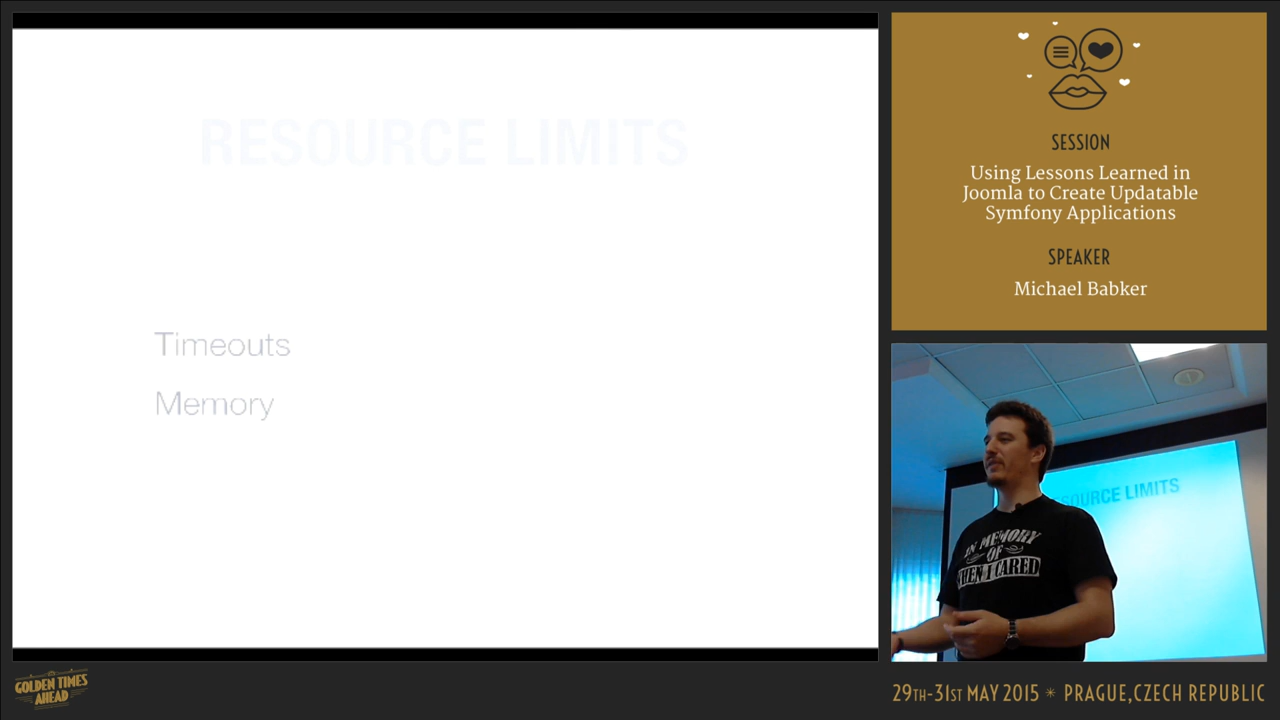 RESOURCE LIMITS
Timeouts
Memory
SESSION
Using Lessons Learned in
Joomla to Create Updatable
Symfony Applications
SPEAKER
Michael Babker
RESOURCE LIMITS
IN MEMORY
OF
WHEN I CARED
GOLDEN TIMES
AHEAD
29TH-31ST MAY 2015 * PRAGUE, CZECH REPUBLIC